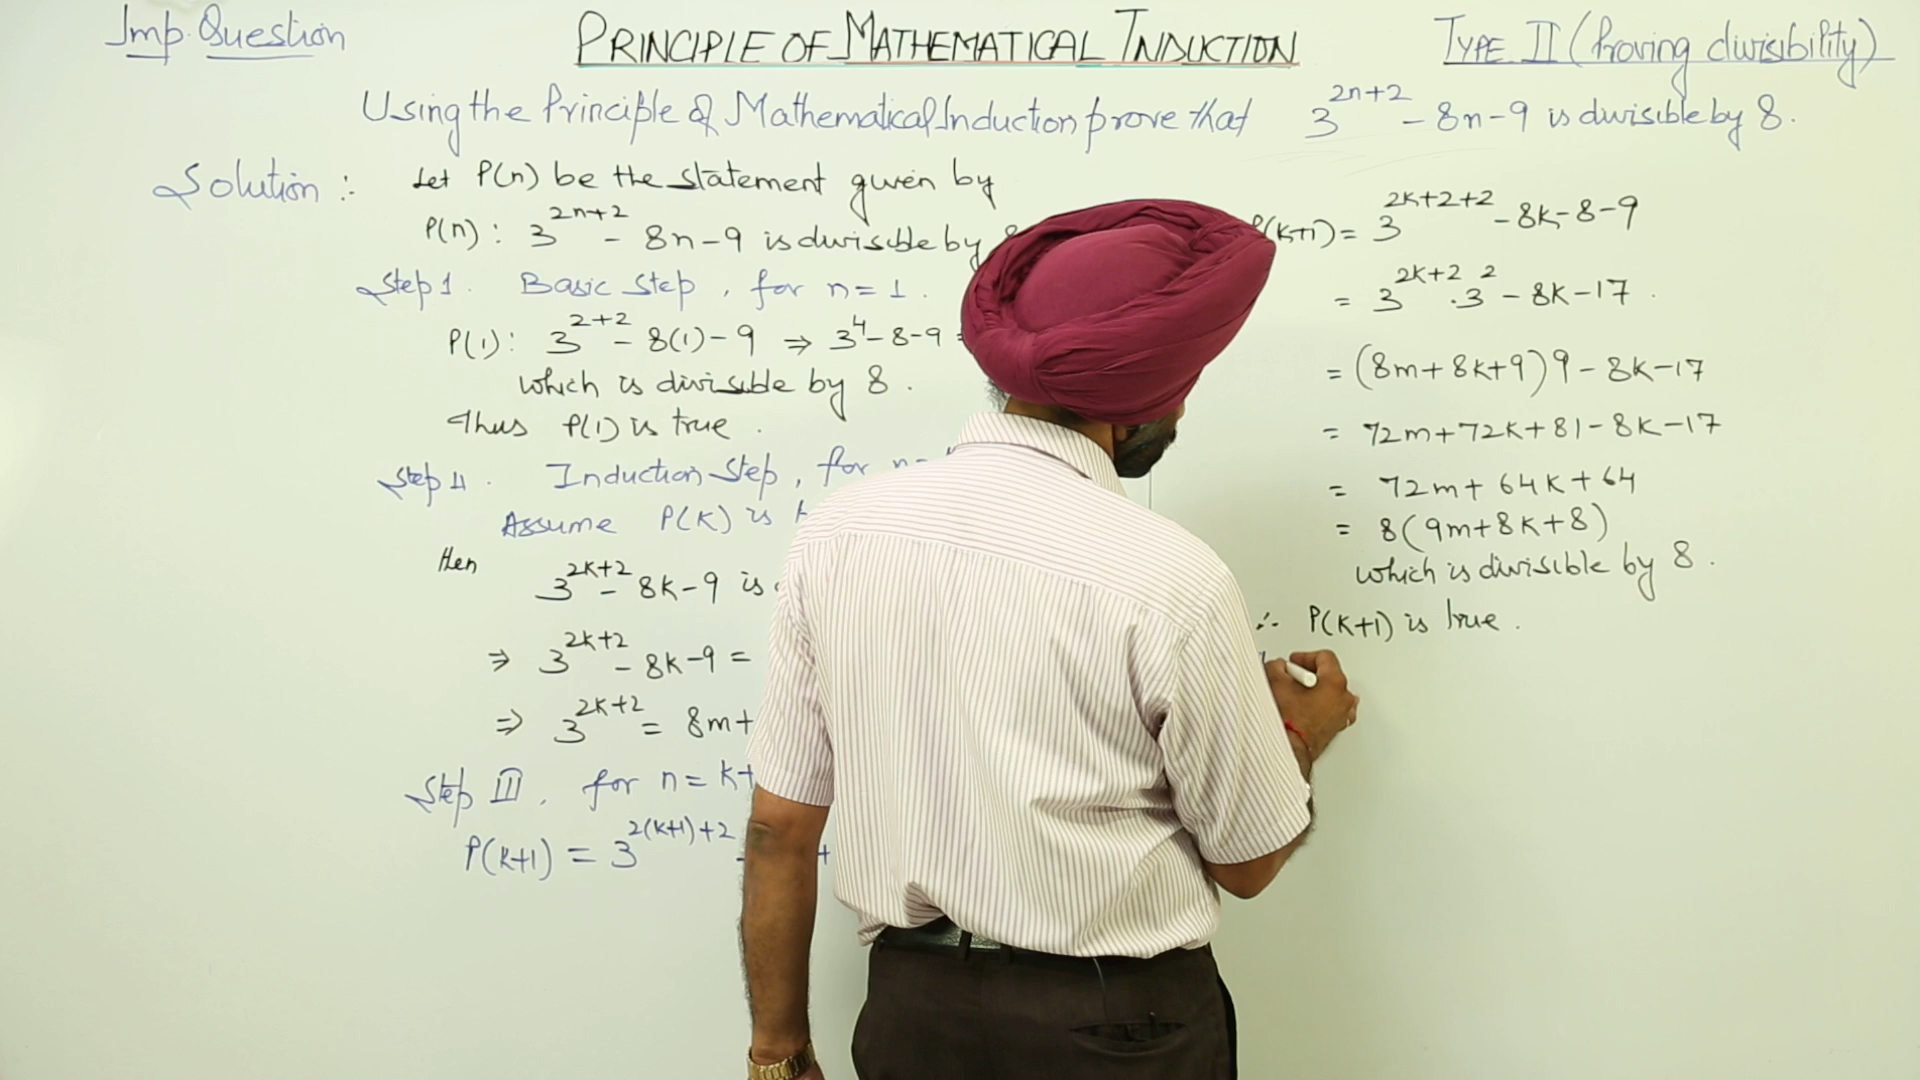 Imp. Question
PRINCIPLE OF MATHEMATICAL INDUCTION
TYPE II (Proving divisibility)
Using the Principle of Mathematical Induction prove that 3^{2n+2} - 8n - 9 is divisible by 8.
Solution :- Let P(n) be the statement given by
P(n) : 3^{2n+2} - 8n - 9 is divisible by
Step 1. Basic Step, for n = 1.
P(1) : 3^{2+2} - 8(1) - 9 ⇒ 3^4 - 8 - 9 =
which is divisible by 8.
Thus P(1) is true.
Step II. Induction Step, for n =
Assume P(K) is
then
3^{2K+2} - 8K - 9 is
⇒ 3^{2K+2} - 8K - 9 =
⇒ 3^{2K+2} = 8m+
Step III, for n = K+
P(K+1) = 3^{2(K+1)+2} - +
P(K+1) = 3^{2K+2+2} - 8K - 8 - 9
= 3^{2K+2} . 3^2 - 8K - 17.
= (8m + 8K + 9) 9 - 8K - 17
= 72m + 72K + 81 - 8K - 17
= 72m + 64K + 64
= 8(9m + 8K + 8)
which is divisible by 8.
∴ P(K+1) is true.